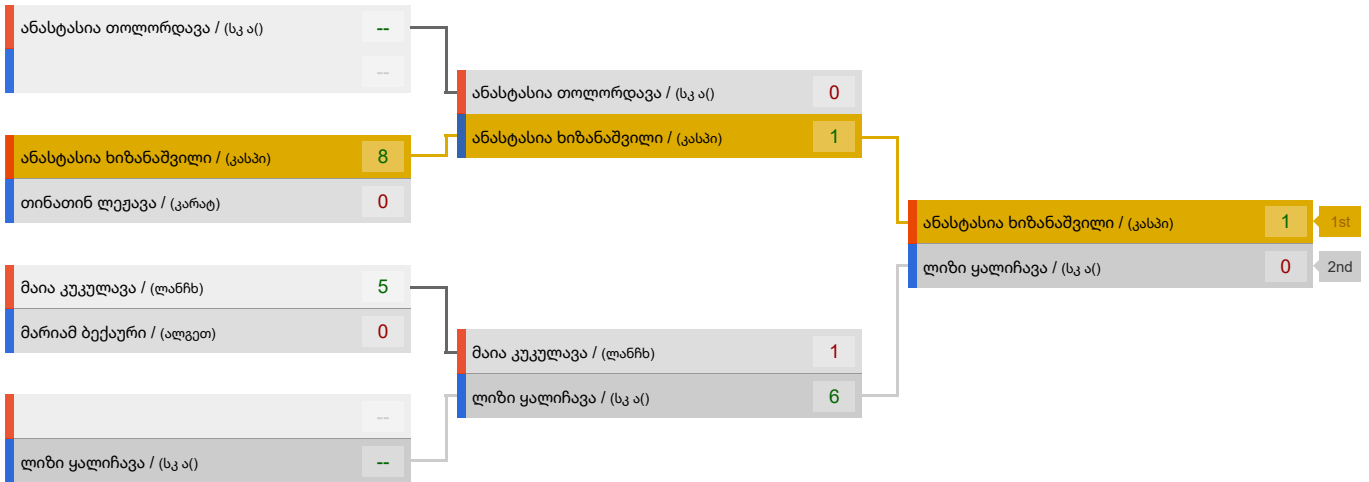 ანასტასია თოლორდავა / (სკ ა() --
--
ანასტასია ხიზანაშვილი / (კასპი) 8
თინათინ ლეჟავა / (კარატ) 0
მაია კუკულავა / (ლანჩხ) 5
მარიამ ბექაური / (ალგეთ) 0
--
ლიზი ყალიჩავა / (სკ ა() --
ანასტასია თოლორდავა / (სკ ა() 0
ანასტასია ხიზანაშვილი / (კასპი) 1
მაია კუკულავა / (ლანჩხ) 1
ლიზი ყალიჩავა / (სკ ა() 6
ანასტასია ხიზანაშვილი / (კასპი) 1 1st
ლიზი ყალიჩავა / (სკ ა() 0 2nd